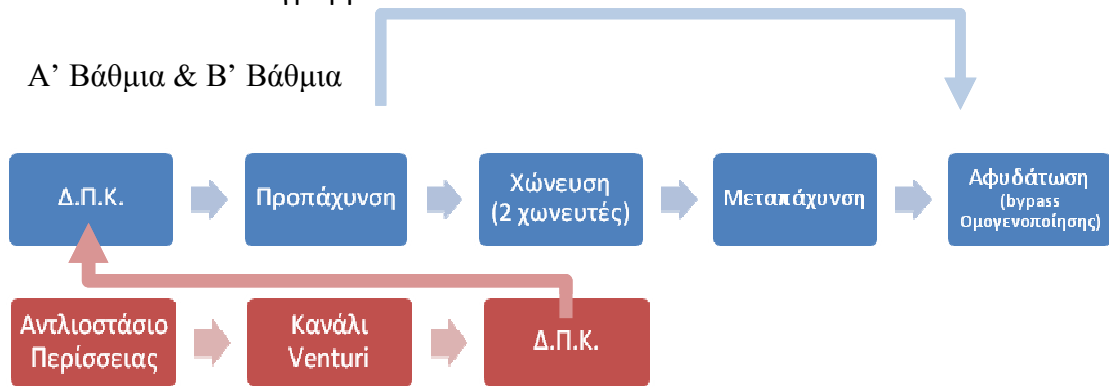 Α’ Βάθμια & Β’ Βάθμια
Δ.Π.Κ.
Προπάχυνση
Χώνευση
(2 χωνευτές)
Μεταπάχυνση
Αφυδάτωση
(bypass
Ομογενοποίησης)
Αντλιοστάσιο
Περίσσειας
Κανάλι
Venturi
Δ.Π.Κ.